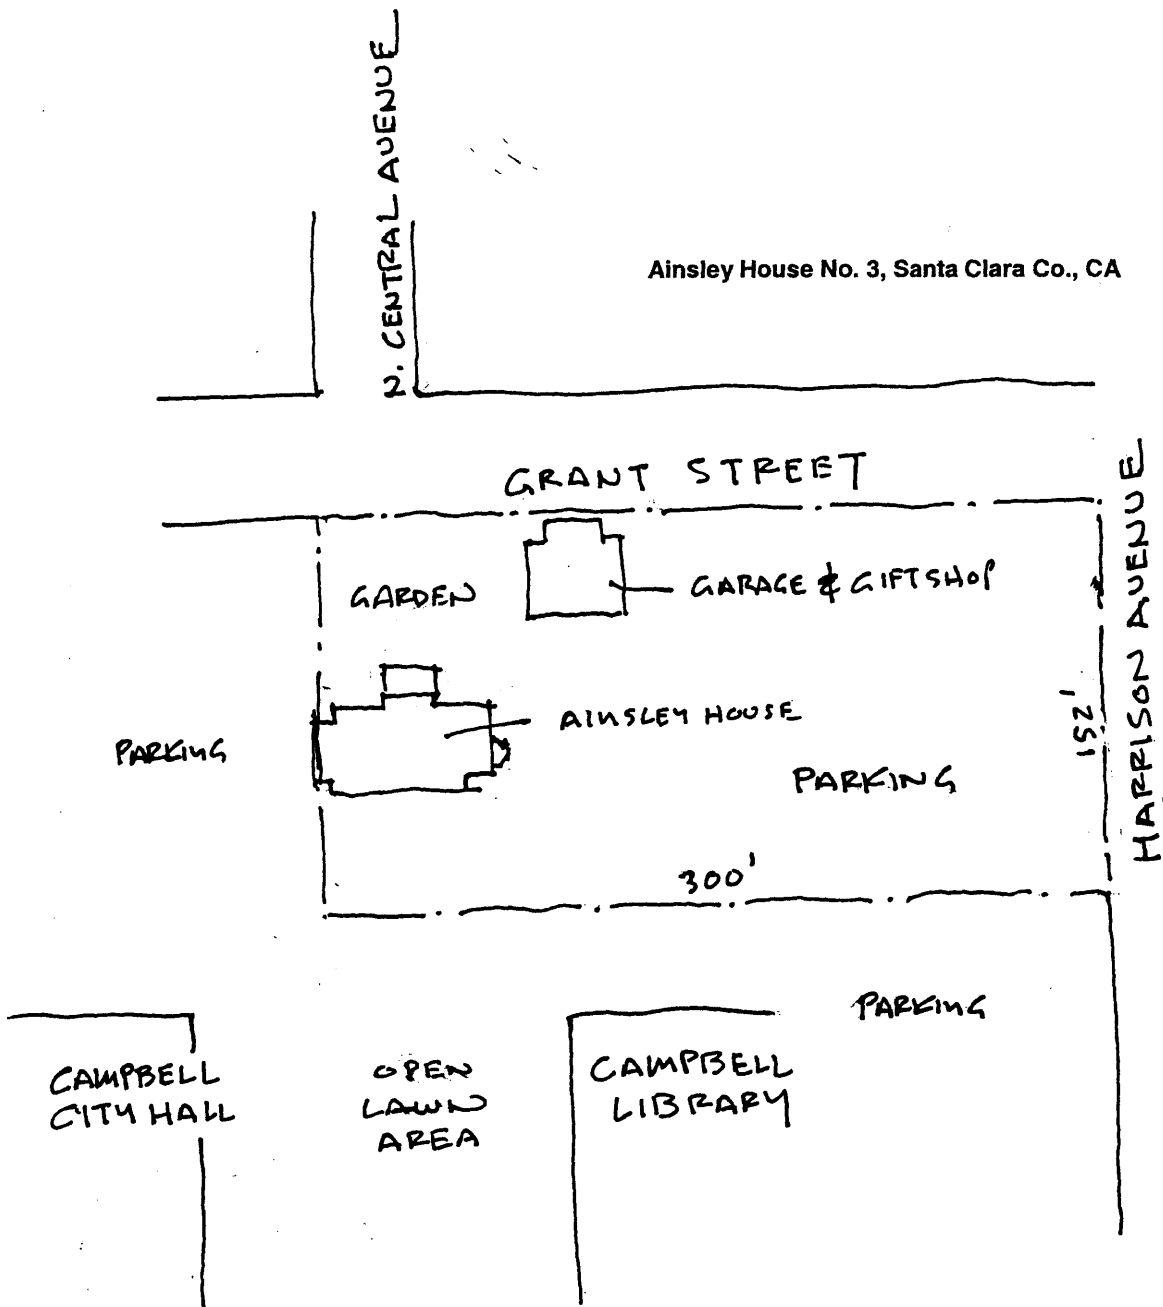 N. CENTRAL AVENUE
Ainsley House No. 3, Santa Clara Co., CA
GRANT STREET
HARRISON AVENUE
GARDEN
GARAGE & GIFTSHOP
AINSLEY HOUSE
152'
PARKING
PARKING
300'
PARKING
CAMPBELL
CITY HALL
OPEN
LAWN
AREA
CAMPBELL
LIBRARY